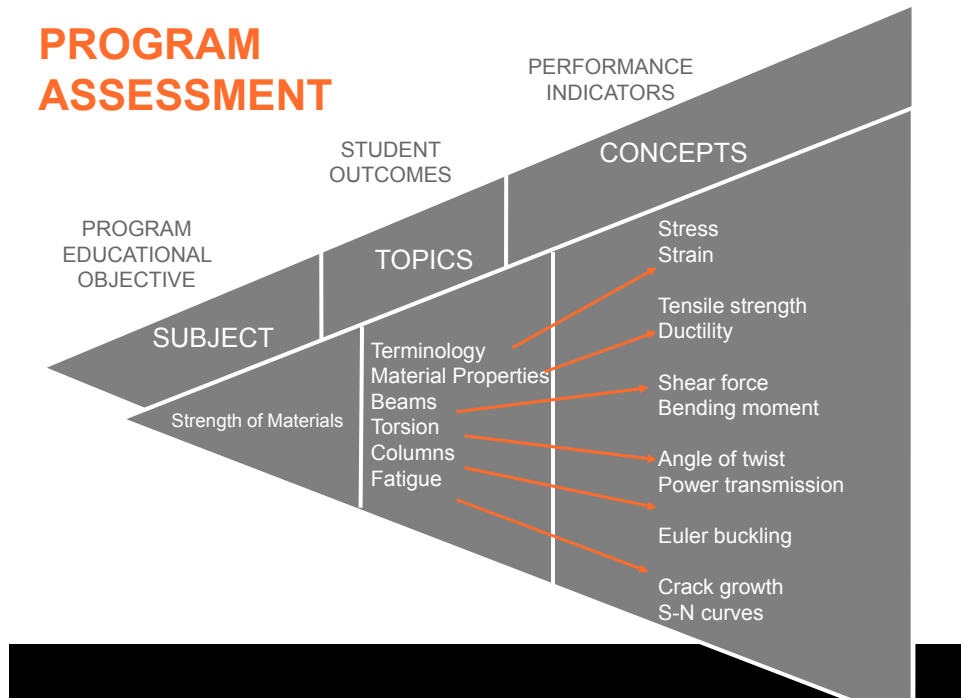 PROGRAM
ASSESSMENT
PERFORMANCE
INDICATORS
STUDENT
OUTCOMES
PROGRAM
EDUCATIONAL
OBJECTIVE
CONCEPTS
TOPICS
SUBJECT
Strength of Materials
Terminology
Material Properties
Beams
Torsion
Columns
Fatigue
Stress
Strain
Tensile strength
Ductility
Shear force
Bending moment
Angle of twist
Power transmission
Euler buckling
Crack growth
S-N curves